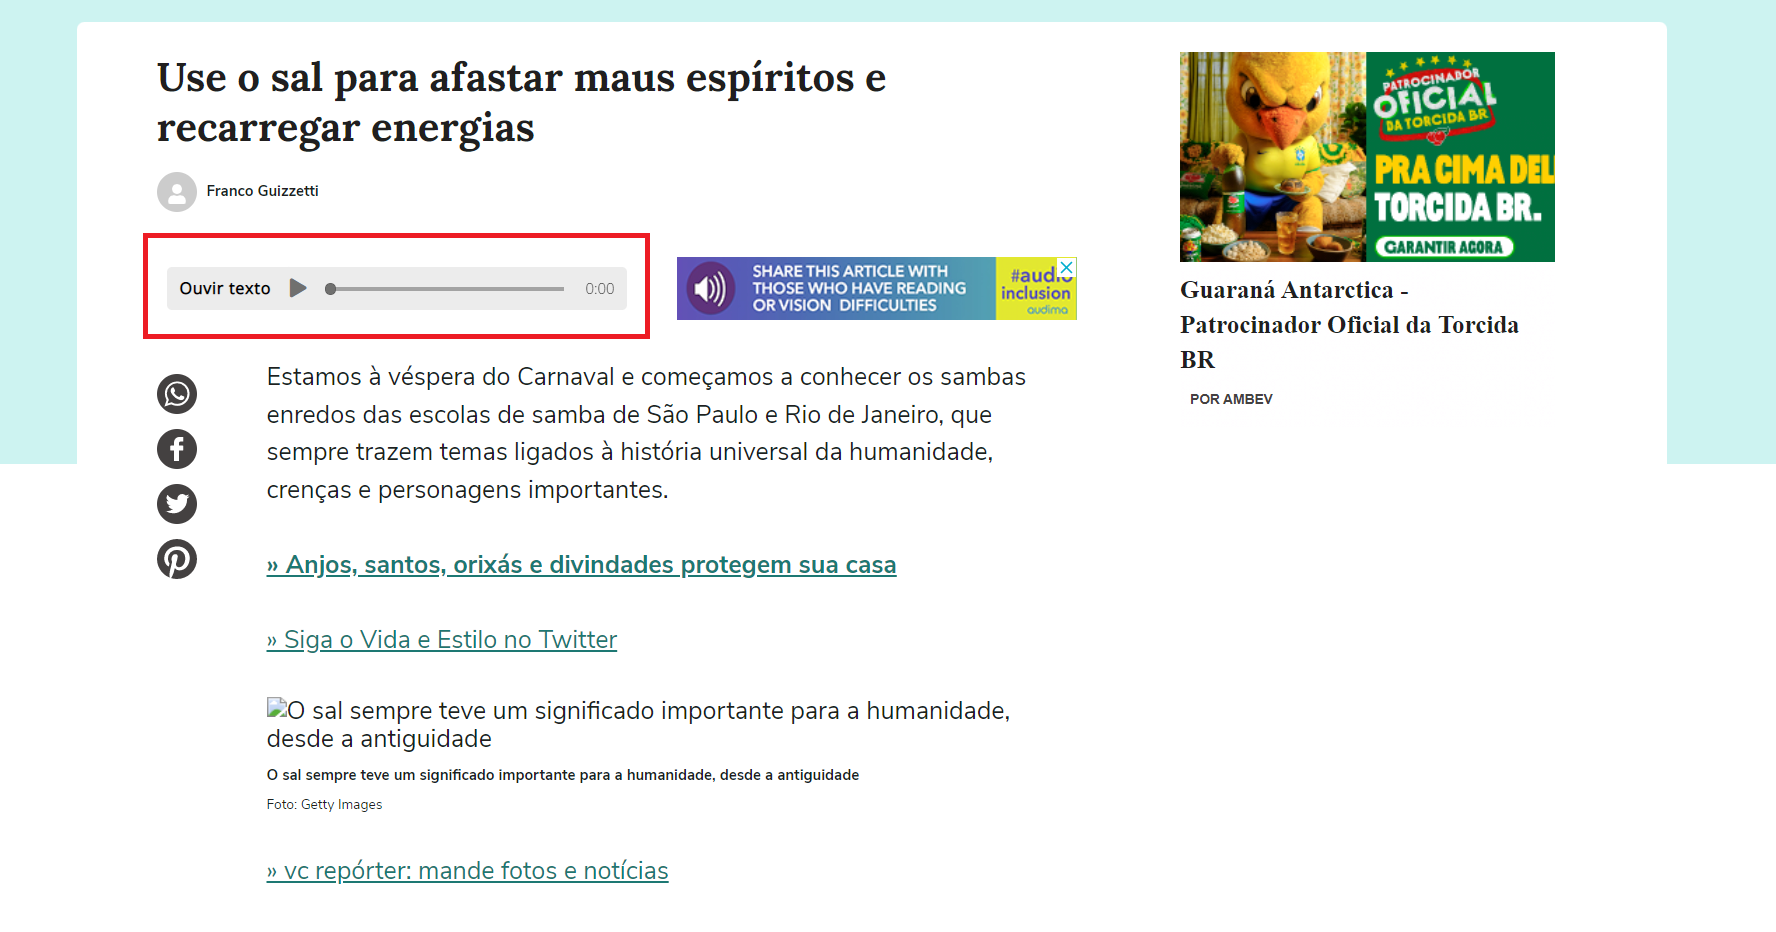 Use o sal para afastar maus espíritos e
recarregar energias
Franco Guizzetti
Ouvir texto
0:00
SHARE THIS ARTICLE WITH
THOSE WHO HAVE READING
OR VISION DIFFICULTIES
#audio
inclusion
audima
Estamos à véspera do Carnaval e começamos a conhecer os sambas
enredos das escolas de samba de São Paulo e Rio de Janeiro, que
sempre trazem temas ligados à história universal da humanidade,
crenças e personagens importantes.
» Anjos, santos, orixás e divindades protegem sua casa
» Siga o Vida e Estilo no Twitter
O sal sempre teve um significado importante para a humanidade,
desde a antiguidade
O sal sempre teve um significado importante para a humanidade, desde a antiguidade
Foto: Getty Images
» vc repórter: mande fotos e notícias
PATROCINADOR
OFICIAL
DA TORCIDA BR
PRA CIMA DEL
TORCIDA BR.
GARANTIR AGORA
Guaraná Antarctica -
Patrocinador Oficial da Torcida
BR
POR AMBEV